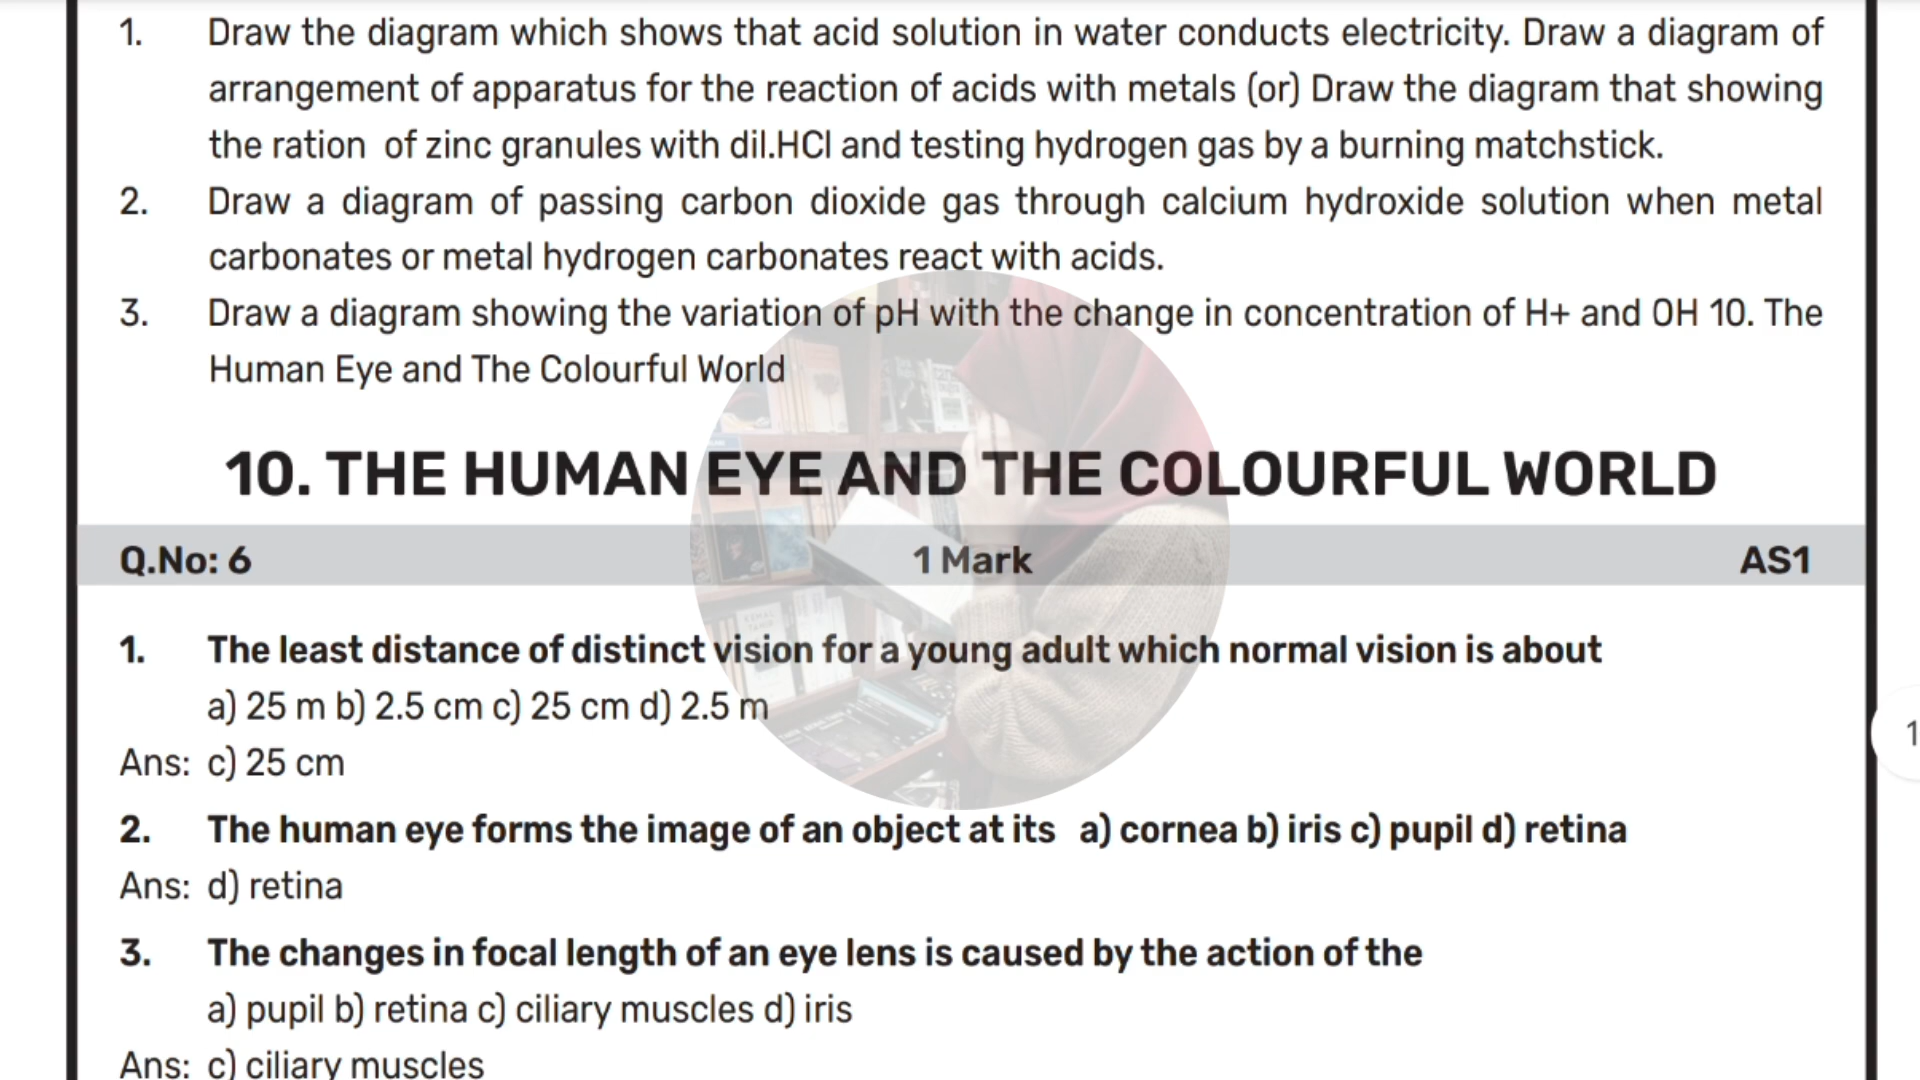 1. Draw the diagram which shows that acid solution in water conducts electricity. Draw a diagram of
arrangement of apparatus for the reaction of acids with metals (or) Draw the diagram that showing
the ration of zinc granules with dil.HCl and testing hydrogen gas by a burning matchstick.
2. Draw a diagram of passing carbon dioxide gas through calcium hydroxide solution when metal
carbonates or metal hydrogen carbonates react with acids.
3. Draw a diagram showing the variation of pH with the change in concentration of H+ and OH 10. The
Human Eye and The Colourful World
10. THE HUMAN EYE AND THE COLOURFUL WORLD
Q.No: 6 1 Mark AS1
1. The least distance of distinct vision for a young adult which normal vision is about
a) 25 m b) 2.5 cm c) 25 cm d) 2.5 m
Ans: c) 25 cm
2. The human eye forms the image of an object at its a) cornea b) iris c) pupil d) retina
Ans: d) retina
3. The changes in focal length of an eye lens is caused by the action of the
a) pupil b) retina c) ciliary muscles d) iris
Ans: c) ciliary muscles
1